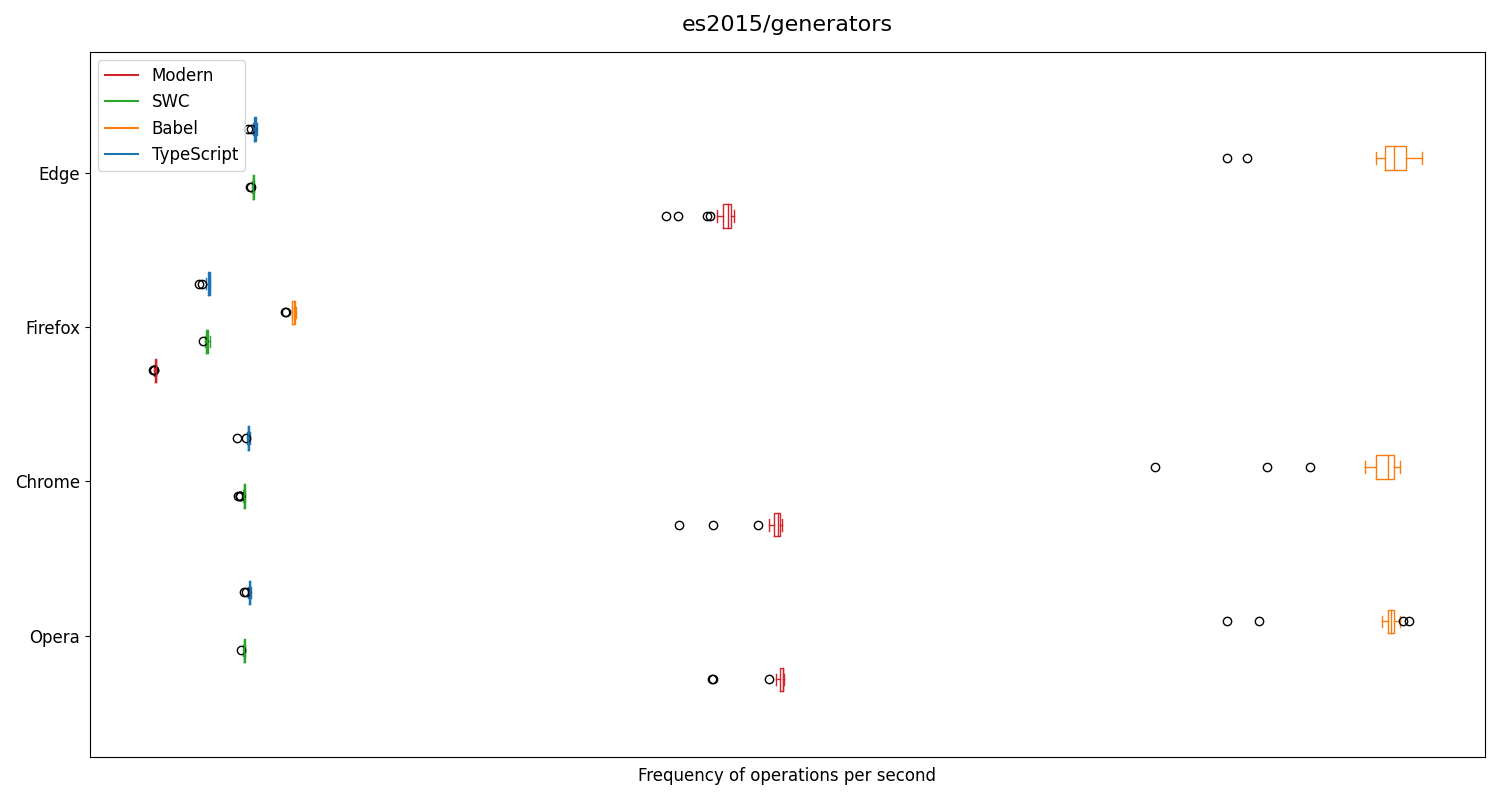 es2015/generators
Modern
SWC
Babel
TypeScript
Edge
Firefox
Chrome
Opera
Frequency of operations per second